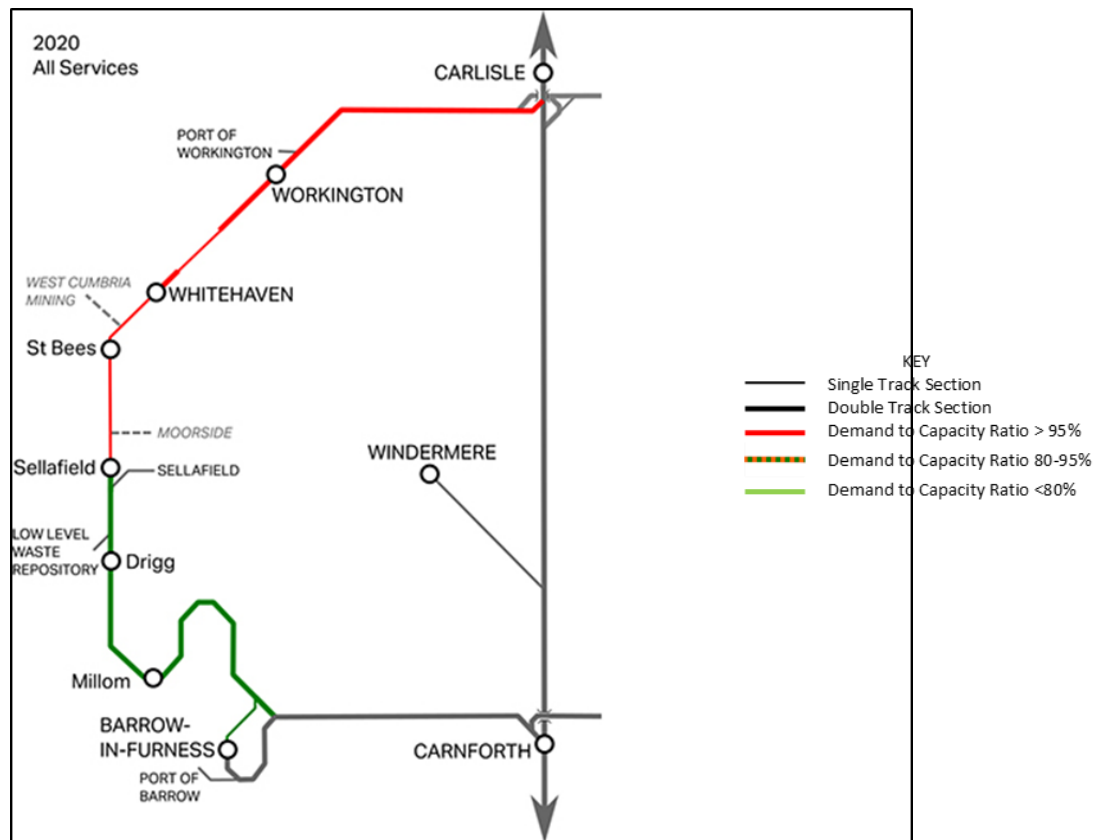 2020
All Services
CARLISLE
PORT OF
WORKINGTON
WORKINGTON
WEST CUMBRIA
MINING
WHITEHAVEN
St Bees
MOORSIDE
Sellafield
SELLAFIELD
LOW LEVEL
WASTE
REPOSITORY
Drigg
WINDERMERE
Millom
BARROW-
IN-FURNESS
PORT OF
BARROW
CARNFORTH
KEY
Single Track Section
Double Track Section
Demand to Capacity Ratio > 95%
Demand to Capacity Ratio 80-95%
Demand to Capacity Ratio <80%